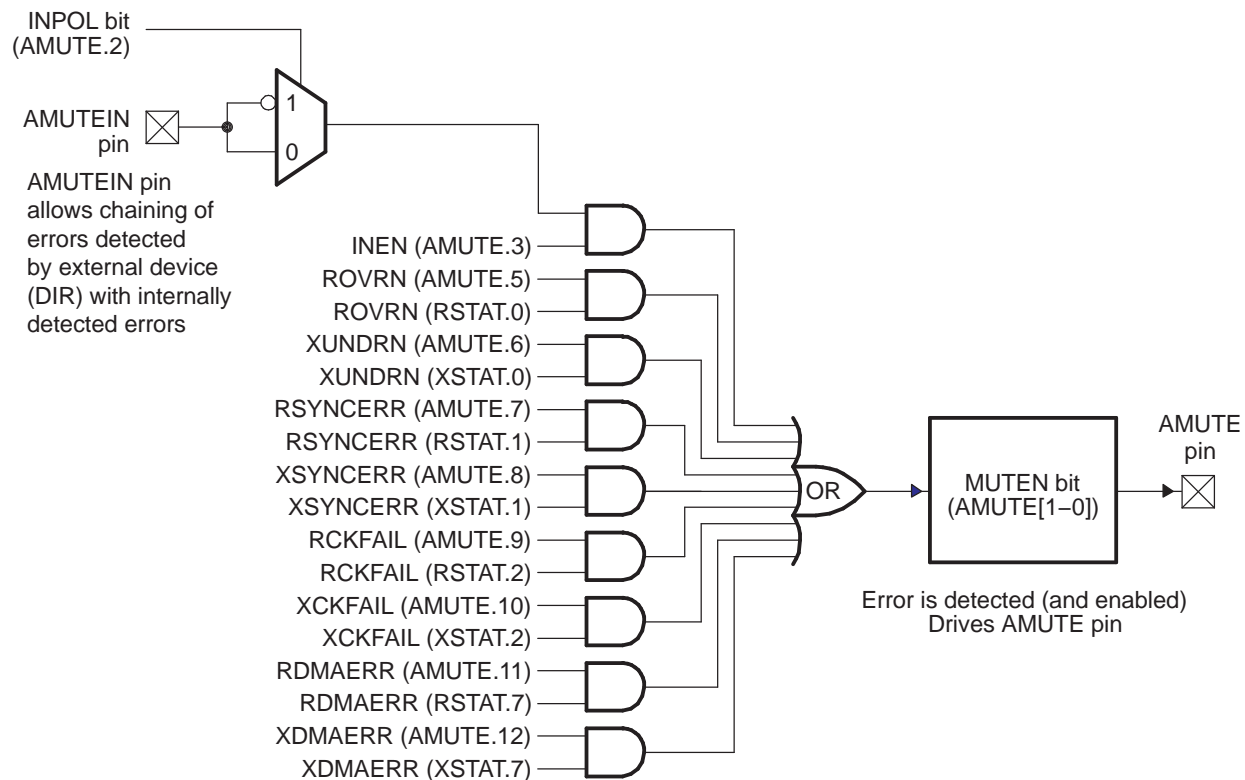 INPOL bit
(AMUTE.2)
1
AMUTEIN
pin
0
AMUTEIN pin
allows chaining of
errors detected
by external device
(DIR) with internally
detected errors
INEN (AMUTE.3)
ROVRN (AMUTE.5)
ROVRN (RSTAT.0)
XUNDRN (AMUTE.6)
XUNDRN (XSTAT.0)
RSYNCERR (AMUTE.7)
RSYNCERR (RSTAT.1)
XSYNCERR (AMUTE.8)
XSYNCERR (XSTAT.1)
RCKFAIL (AMUTE.9)
RCKFAIL (RSTAT.2)
XCKFAIL (AMUTE.10)
XCKFAIL (XSTAT.2)
RDMAERR (AMUTE.11)
RDMAERR (RSTAT.7)
XDMAERR (AMUTE.12)
XDMAERR (XSTAT.7)
OR
MUTEN bit
(AMUTE[1−0])
AMUTE
pin
Error is detected (and enabled)
Drives AMUTE pin